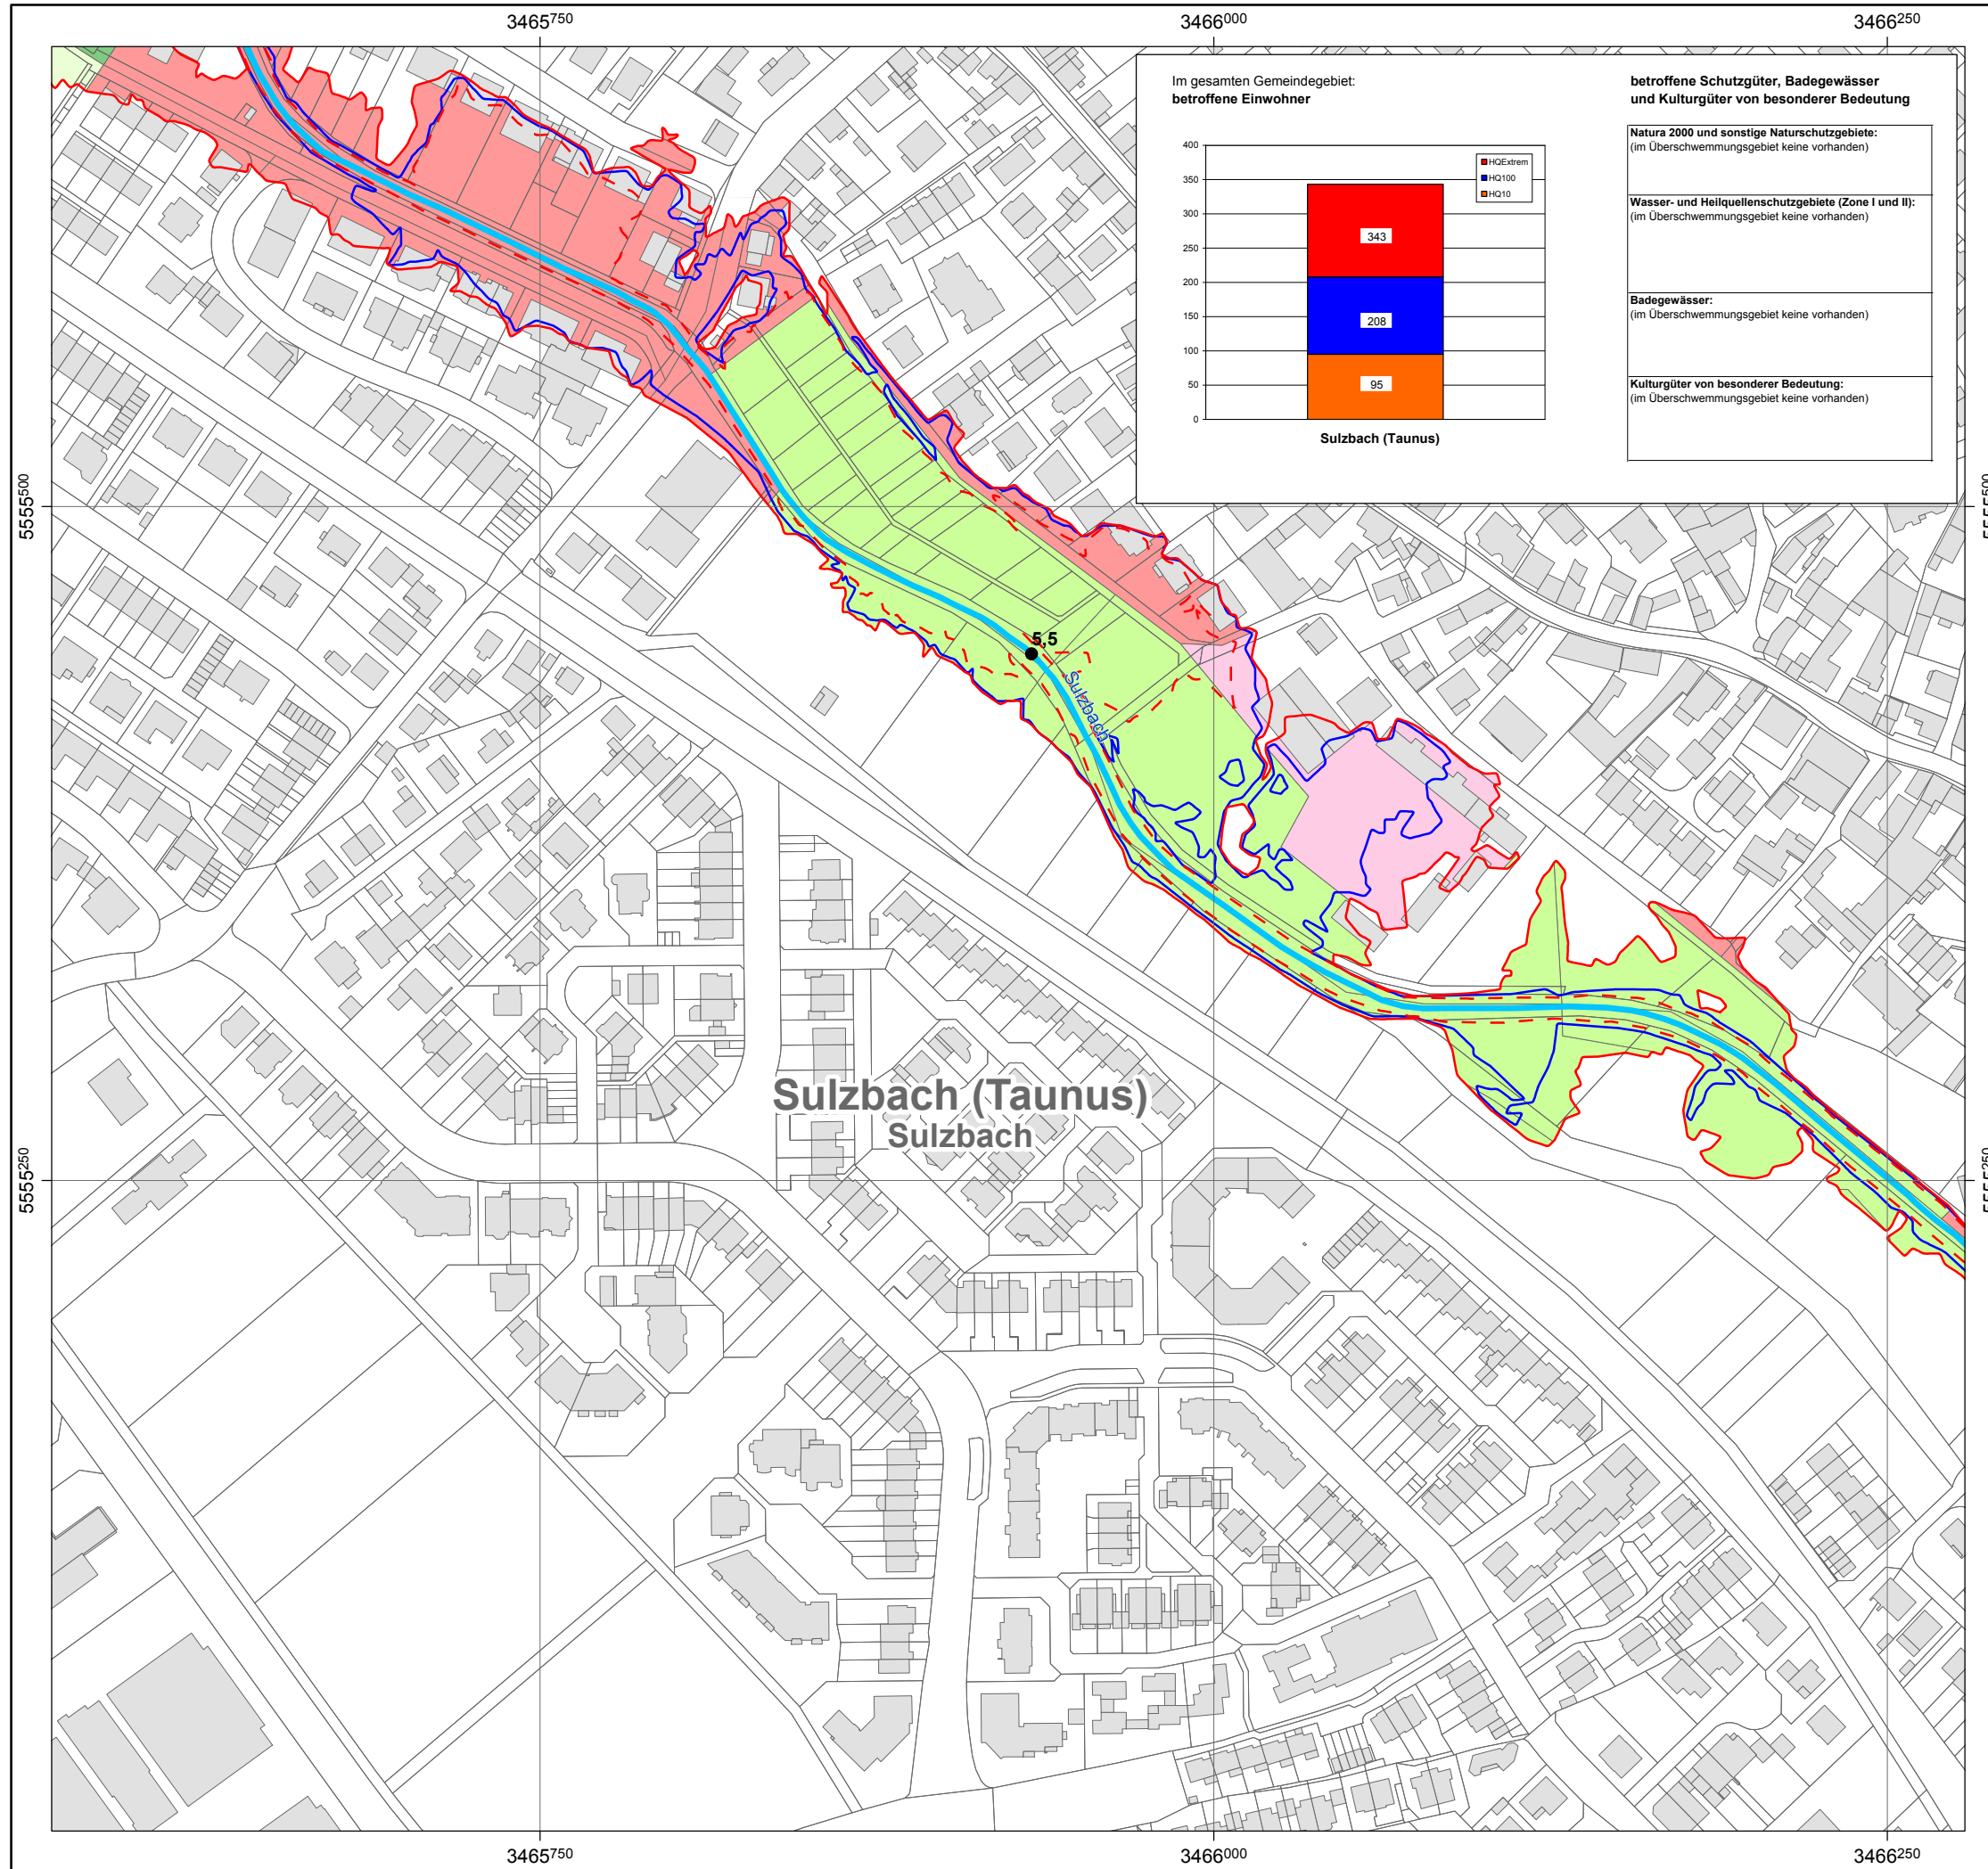 3465750
3466000
3466250
Im gesamten Gemeindegebiet:
betroffene Einwohner
400
350
300
250
200
150
100
50
0
HQExtrem
HQ100
HQ10
343
208
95
Sulzbach (Taunus)
betroffene Schutzgüter, Badegewässer
und Kulturgüter von besonderer Bedeutung
Natura 2000 und sonstige Naturschutzgebiete:
(im Überschwemmungsgebiet keine vorhanden)
Wasser- und Heilquellenschutzgebiete (Zone I und II):
(im Überschwemmungsgebiet keine vorhanden)
Badegewässer:
(im Überschwemmungsgebiet keine vorhanden)
Kulturgüter von besonderer Bedeutung:
(im Überschwemmungsgebiet keine vorhanden)
5555500
5555500
5,5
Sulzbach
Sulzbach (Taunus)
Sulzbach
5555250
5555250
3465750
3466000
3466250